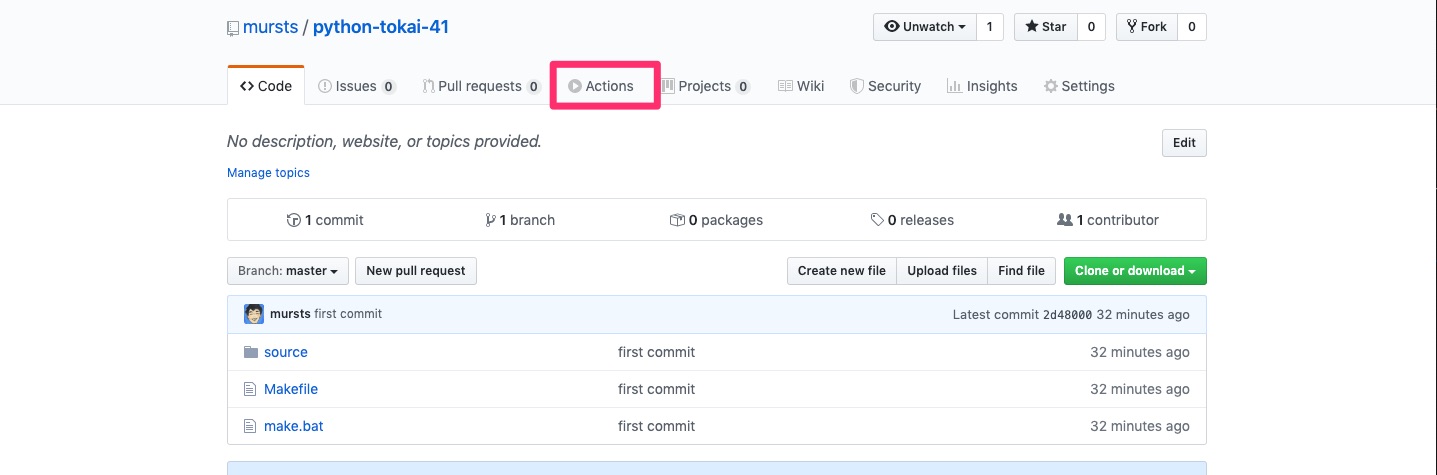 mursts / python-tokai-41
Unwatch 1 Star 0 Fork 0
Code Issues 0 Pull requests 0 Actions Projects 0 Wiki Security Insights Settings
No description, website, or topics provided.
Edit
Manage topics
1 commit 1 branch 0 packages 0 releases 1 contributor
Branch: master New pull request Create new file Upload files Find file Clone or download
mursts first commit Latest commit 2d48000 32 minutes ago
source first commit 32 minutes ago
Makefile first commit 32 minutes ago
make.bat first commit 32 minutes ago